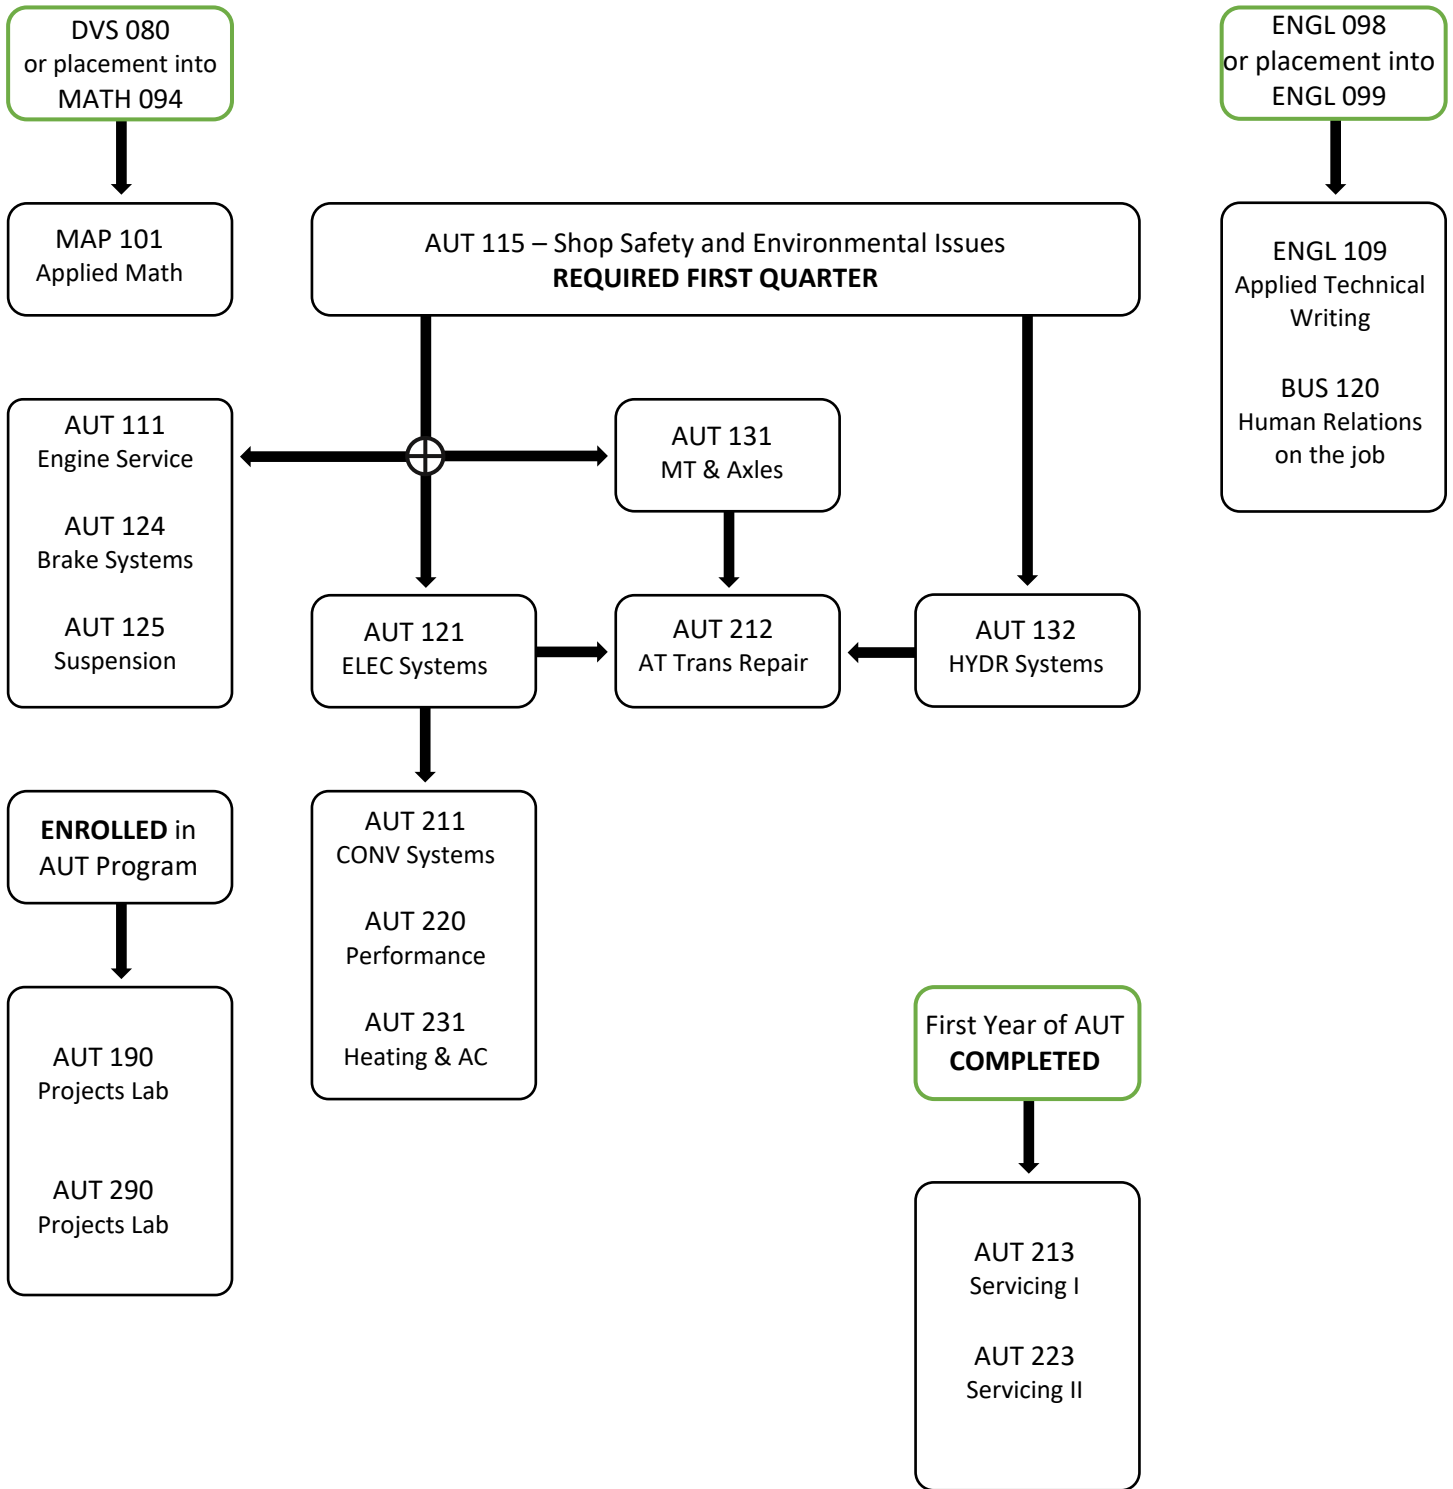 DVS 080
or placement into
MATH 094
ENGL 098
or placement into
ENGL 099
MAP 101
Applied Math
AUT 115 – Shop Safety and Environmental Issues
REQUIRED FIRST QUARTER
ENGL 109
Applied Technical
Writing
BUS 120
Human Relations
on the job
AUT 111
Engine Service
AUT 124
Brake Systems
AUT 125
Suspension
AUT 131
MT & Axles
AUT 121
ELEC Systems
AUT 212
AT Trans Repair
AUT 132
HYDR Systems
ENROLLED in
AUT Program
AUT 211
CONV Systems
AUT 220
Performance
AUT 231
Heating & AC
AUT 190
Projects Lab
AUT 290
Projects Lab
First Year of AUT
COMPLETED
AUT 213
Servicing I
AUT 223
Servicing II